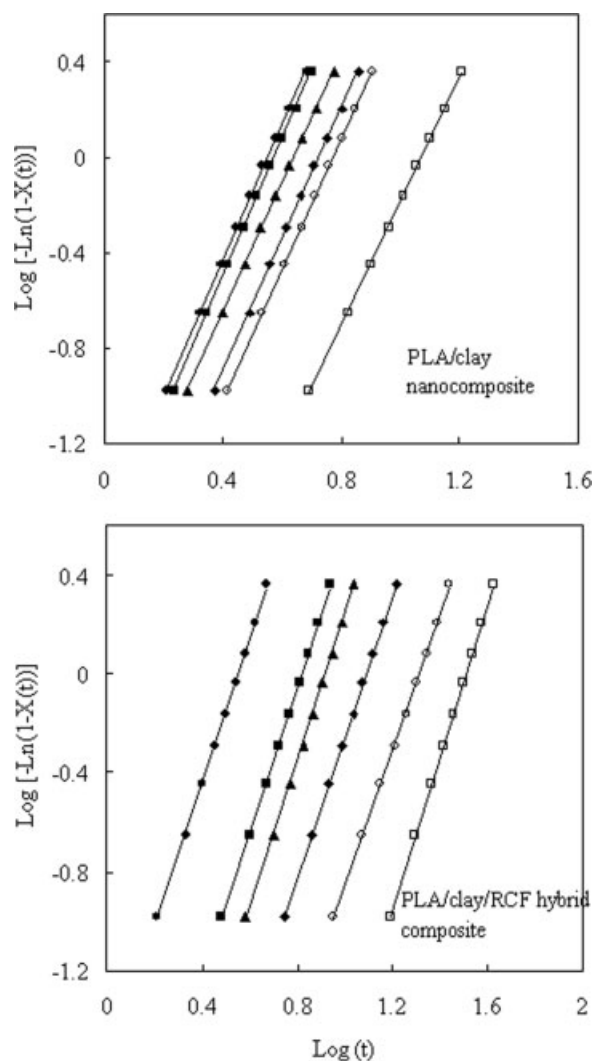 0.4
0
-0.4
-0.8
-1.2
Log [-Ln(1-X(t))]
PLA/clay
nanocomposite
0 0.4 0.8 1.2 1.6
0.4
0
-0.4
-0.8
-1.2
Log [-Ln(1-X(t))]
PLA/clay/RCF hybrid
composite
0 0.4 0.8 1.2 1.6 2
Log (t)